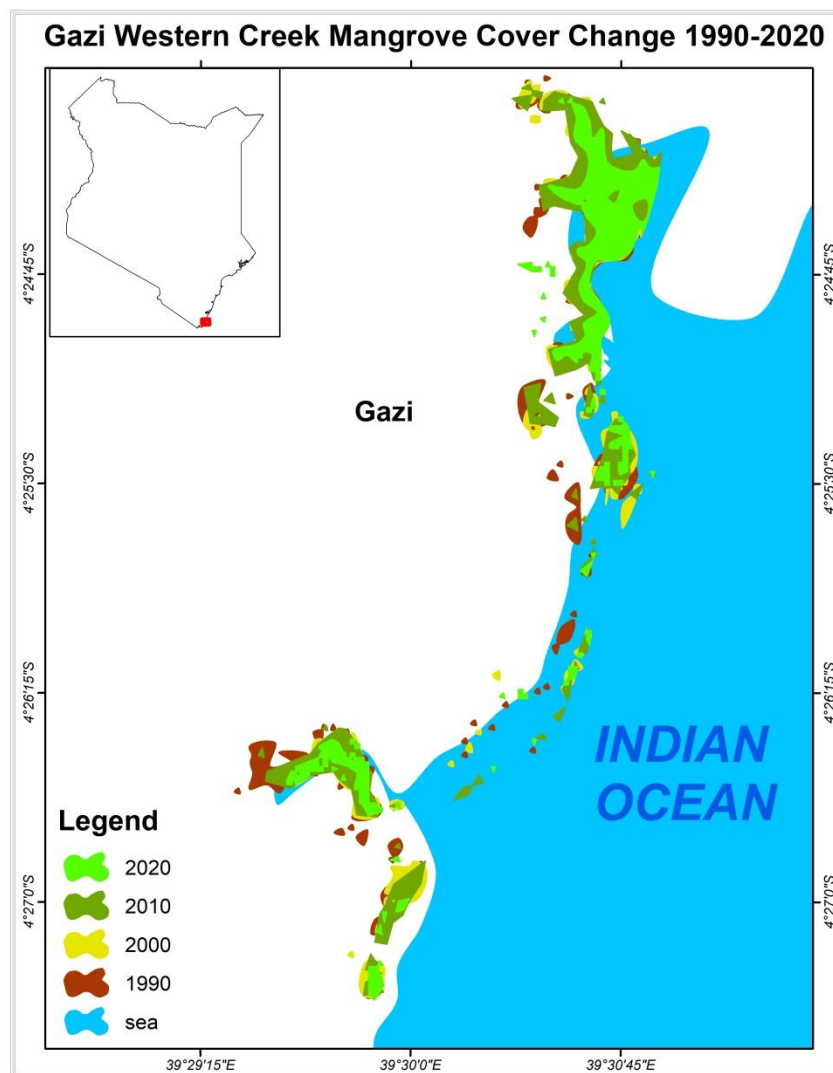 Gazi Western Creek Mangrove Cover Change 1990-2020
4°24'45"S
4°24'45"S
Gazi
4°25'30"S
4°25'30"S
4°26'15"S
4°26'15"S
INDIAN
OCEAN
Legend
2020
2010
2000
1990
sea
4°27'0"S
4°27'0"S
39°29'15"E
39°30'0"E
39°30'45"E